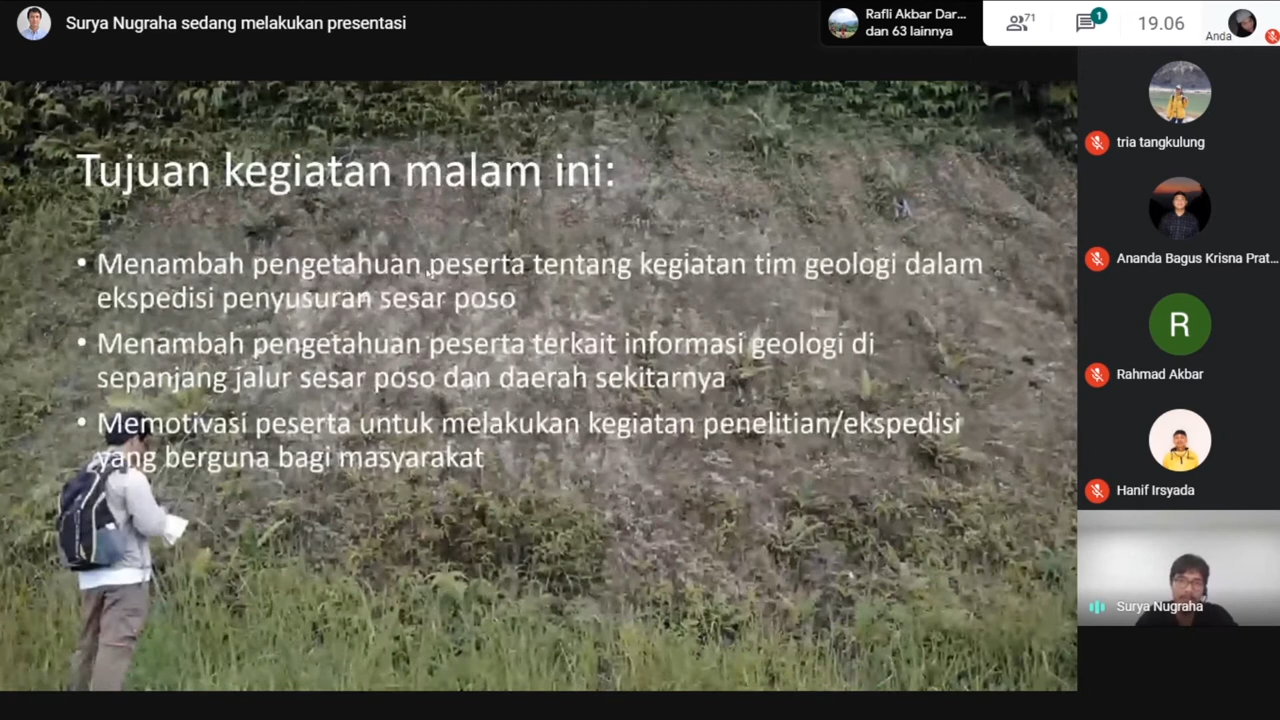 Surya Nugraha sedang melakukan presentasi
Rafli Akbar Dar...
dan 63 lainnya
71
1
19.06
Anda
Tujuan kegiatan malam ini:
• Menambah pengetahuan peserta tentang kegiatan tim geologi dalam
ekspedisi penyusuran sesar poso
• Menambah pengetahuan peserta terkait informasi geologi di
sepanjang jalur sesar poso dan daerah sekitarnya
• Memotivasi peserta untuk melakukan kegiatan penelitian/ekspedisi
yang berguna bagi masyarakat
tria tangkulung
Ananda Bagus Krisna Prat...
R
Rahmad Akbar
Hanif Irsyada
Surya Nugraha